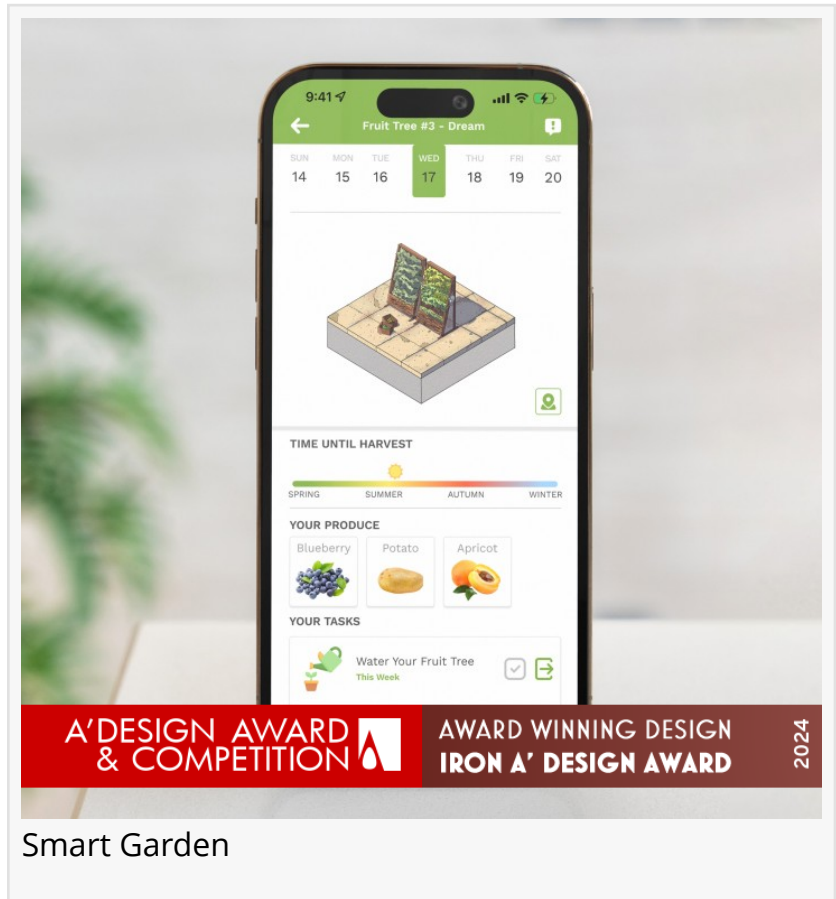 9:41
Fruit Tree #3 - Dream
SUN MON TUE WED THU FRI SAT
14 15 16 17 18 19 20
TIME UNTIL HARVEST
SPRING SUMMER AUTUMN WINTER
YOUR PRODUCE
Blueberry Potato Apricot
YOUR TASKS
Water Your Fruit Tree
This Week
A' DESIGN AWARD
& COMPETITION
AWARD WINNING DESIGN
IRON A' DESIGN AWARD
2024
Smart Garden